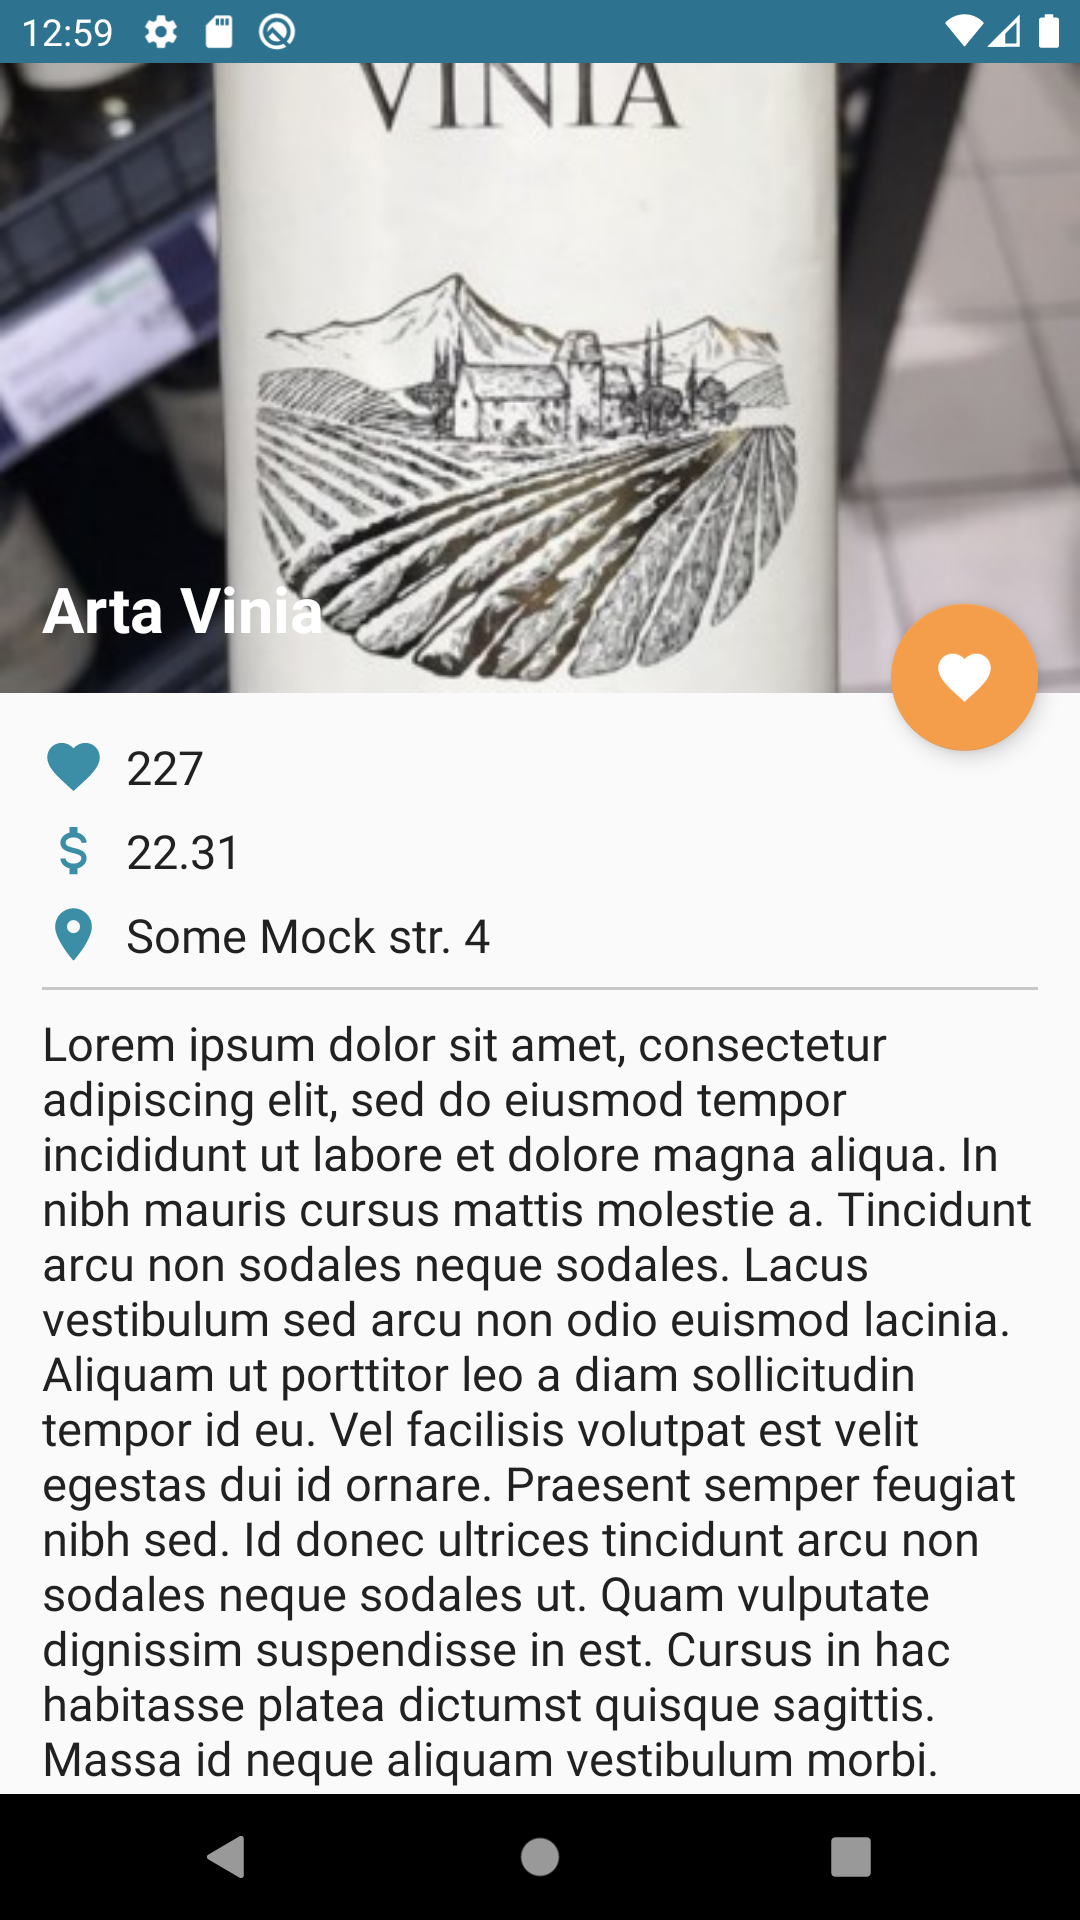 12:59
VINIA
Arta Vinia
227
22.31
Some Mock str. 4
Lorem ipsum dolor sit amet, consectetur
adipiscing elit, sed do eiusmod tempor
incididunt ut labore et dolore magna aliqua. In
nibh mauris cursus mattis molestie a. Tincidunt
arcu non sodales neque sodales. Lacus
vestibulum sed arcu non odio euismod lacinia.
Aliquam ut porttitor leo a diam sollicitudin
tempor id eu. Vel facilisis volutpat est velit
egestas dui id ornare. Praesent semper feugiat
nibh sed. Id donec ultrices tincidunt arcu non
sodales neque sodales ut. Quam vulputate
dignissim suspendisse in est. Cursus in hac
habitasse platea dictumst quisque sagittis.
Massa id neque aliquam vestibulum morbi.